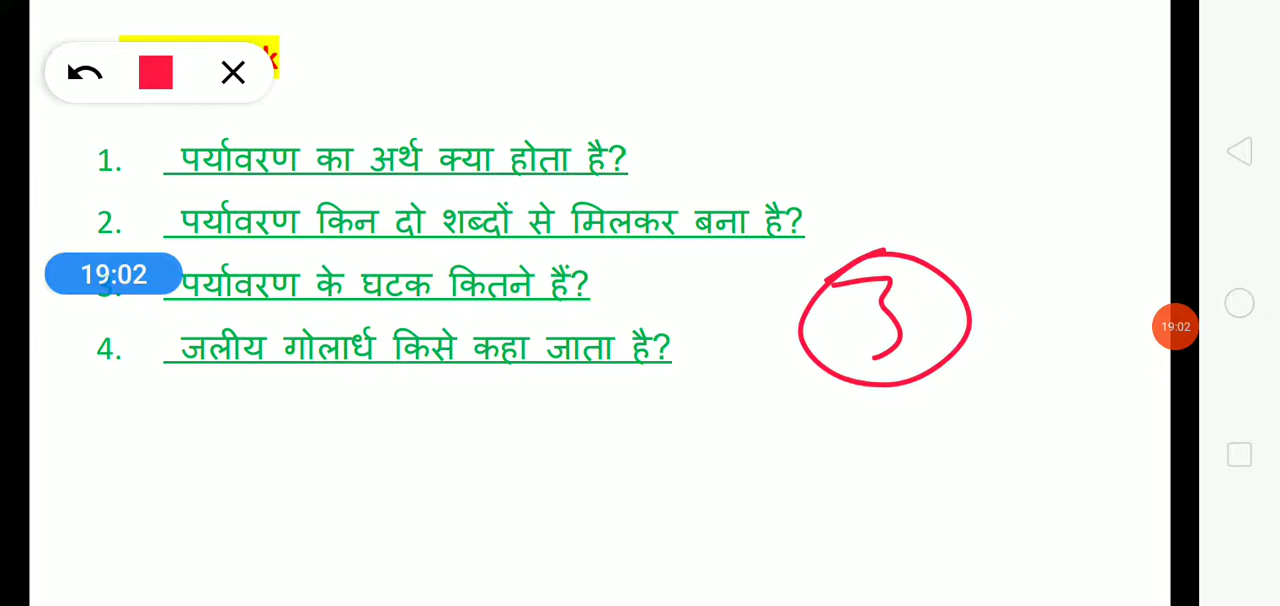 k
1. पर्यावरण का अर्थ क्या होता है?
2. पर्यावरण किन दो शब्दों से मिलकर बना है?
19:02
3. पर्यावरण के घटक कितने हैं?
3
19:02
4. जलीय गोलार्ध किसे कहा जाता है?